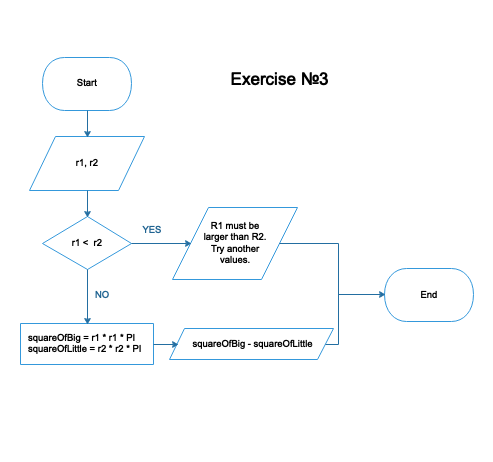 Exercise №3
Start
r1, r2
r1 <  r2
YES
R1 must be
larger than R2.
Try another
values.
NO
End
squareOfBig = r1 * r1 * PI
squareOfLittle = r2 * r2 * PI
squareOfBig - squareOfLittle